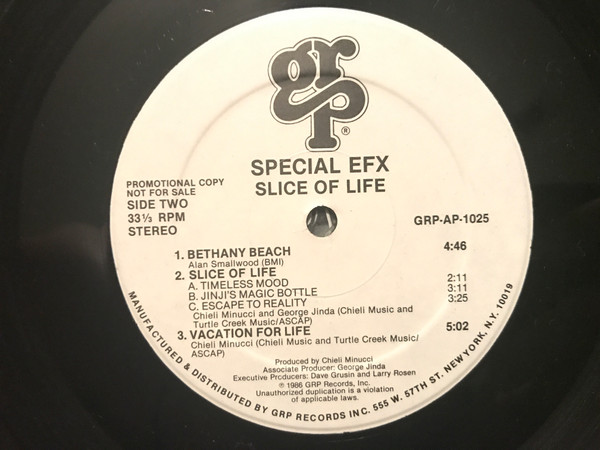 grp®
SPECIAL EFX
SLICE OF LIFE
PROMOTIONAL COPY
NOT FOR SALE
SIDE TWO
33⅓ RPM
STEREO
GRP-AP-1025
1. BETHANY BEACH 4:46
Alan Smallwood (BMI)
2. SLICE OF LIFE
A. TIMELESS MOOD 2:11
B. JINJI'S MAGIC BOTTLE 3:11
C. ESCAPE TO REALITY 3:25
Chieli Minucci and George Jinda (Chieli Music and
Turtle Creek Music/ASCAP)
3. VACATION FOR LIFE 5:02
Chieli Minucci (Chieli Music and Turtle Creek Music/
ASCAP)
Produced by Chieli Minucci
Associate Producer: George Jinda
Executive Producers: Dave Grusin and Larry Rosen
℗ 1986 GRP Records, Inc.
Unauthorized duplication is a violation
of applicable laws.
MANUFACTURED & DISTRIBUTED BY GRP RECORDS INC. 555 W. 57TH ST. NEW YORK, N.Y. 10019